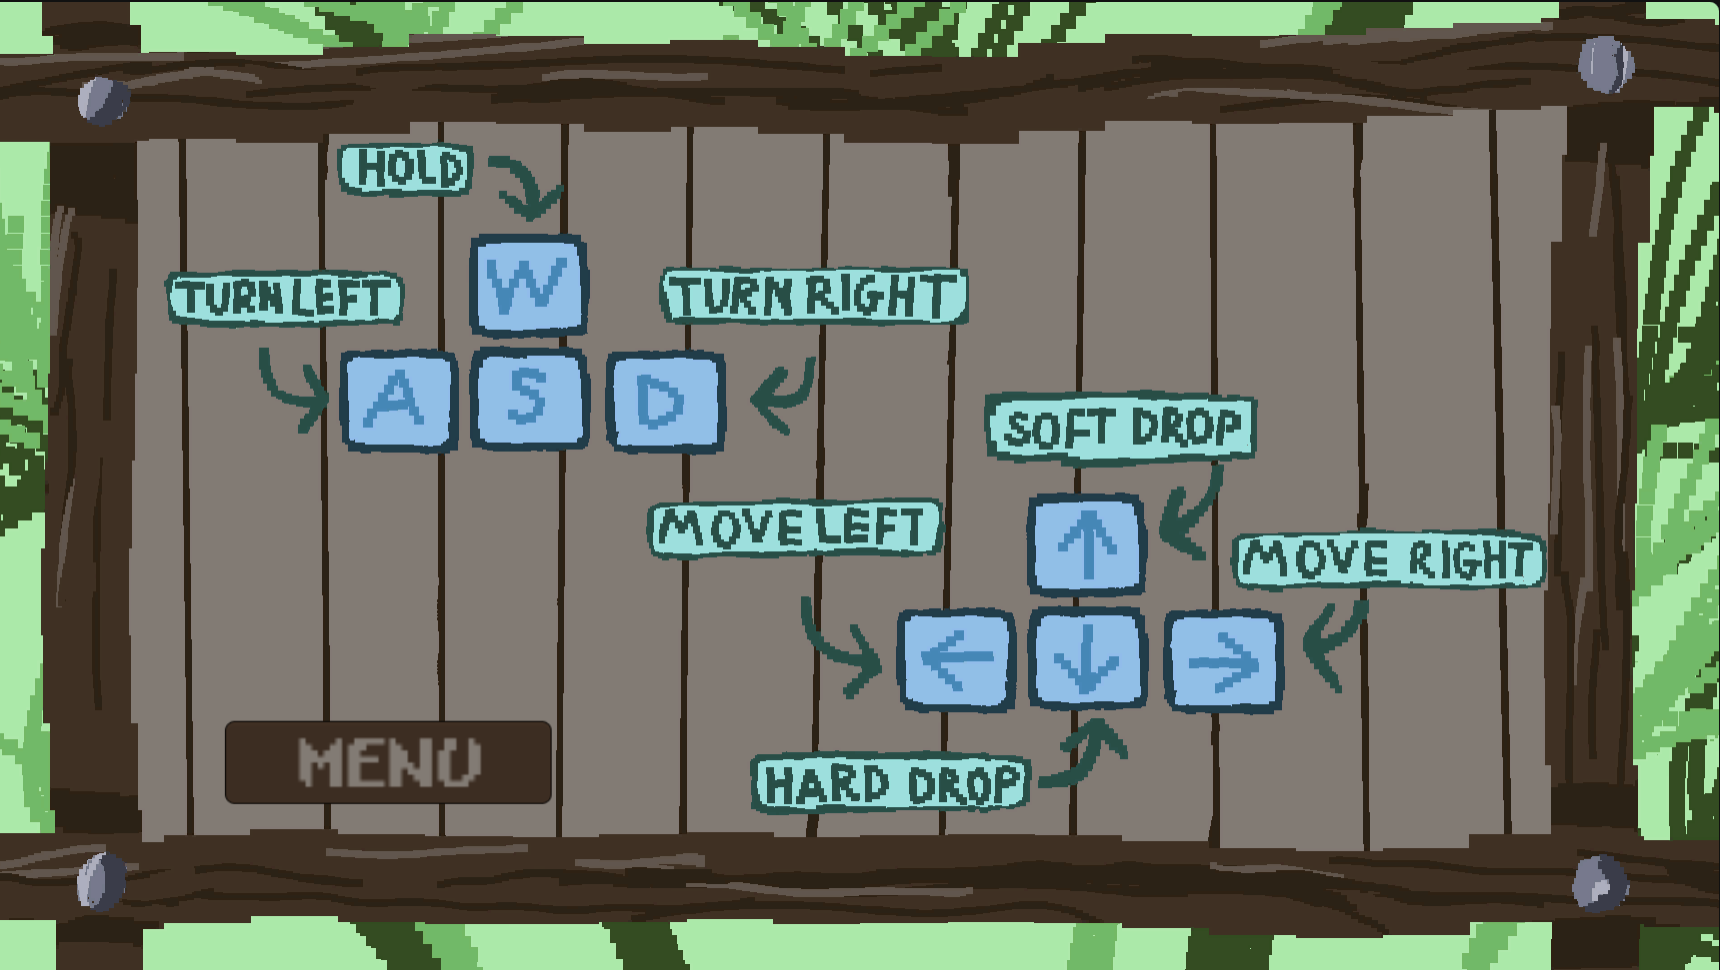 HOLD
W
TURN LEFT
TURN RIGHT
A S D
SOFT DROP
MOVE LEFT
↑
MOVE RIGHT
← ↓ →
MENU
HARD DROP